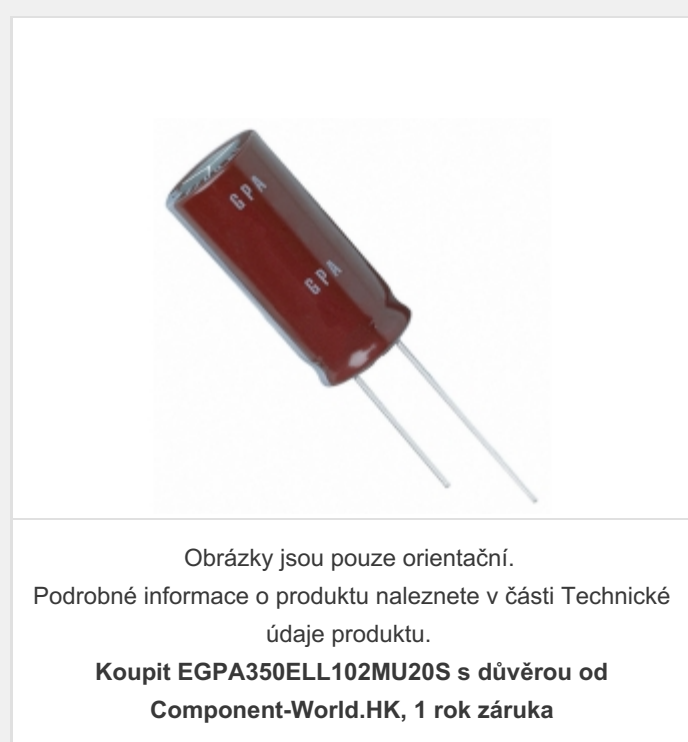 GPA
GPA
Obrázky jsou pouze orientační.
Podrobné informace o produktu naleznete v části Technické
údaje produktu.
Koupit EGPA350ELL102MU20S s důvěrou od
Component-World.HK, 1 rok záruka